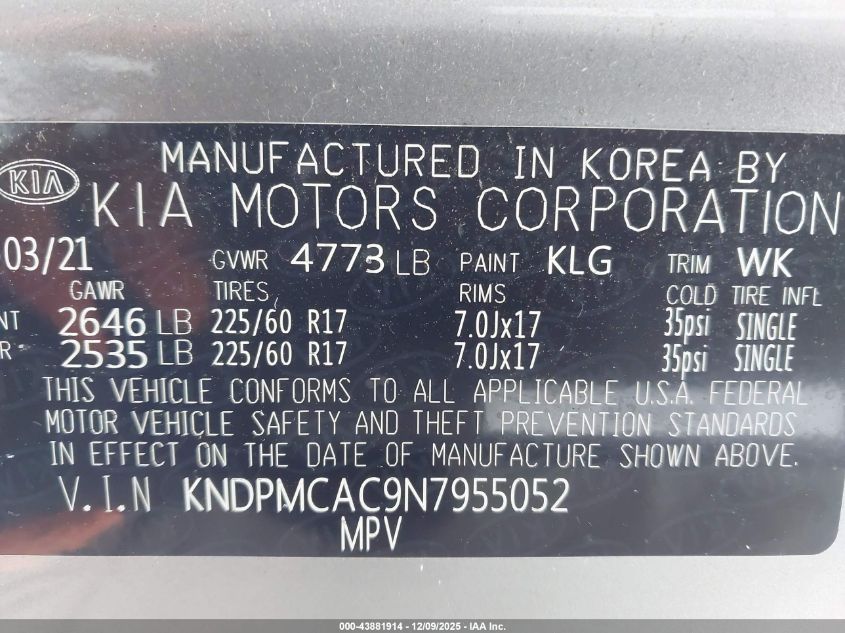 MANUFACTURED IN KOREA BY
KIA KIA MOTORS CORPORATION
03/21 GVWR 4773 LB PAINT KLG TRIM WK
GAWR TIRES RIMS COLD TIRE INFL
NT 2646 LB 225/60 R17 7.0Jx17 35psi SINGLE
R 2535 LB 225/60 R17 7.0Jx17 35psi SINGLE
THIS VEHICLE CONFORMS TO ALL APPLICABLE U.S.A. FEDERAL
MOTOR VEHICLE SAFETY AND THEFT PREVENTION STANDARDS
IN EFFECT ON THE DATE OF MANUFACTURE SHOWN ABOVE.
V.I.N KNDPMCAC9N7955052
MPV
000-43881914 - 12/09/2025 - IAA Inc.